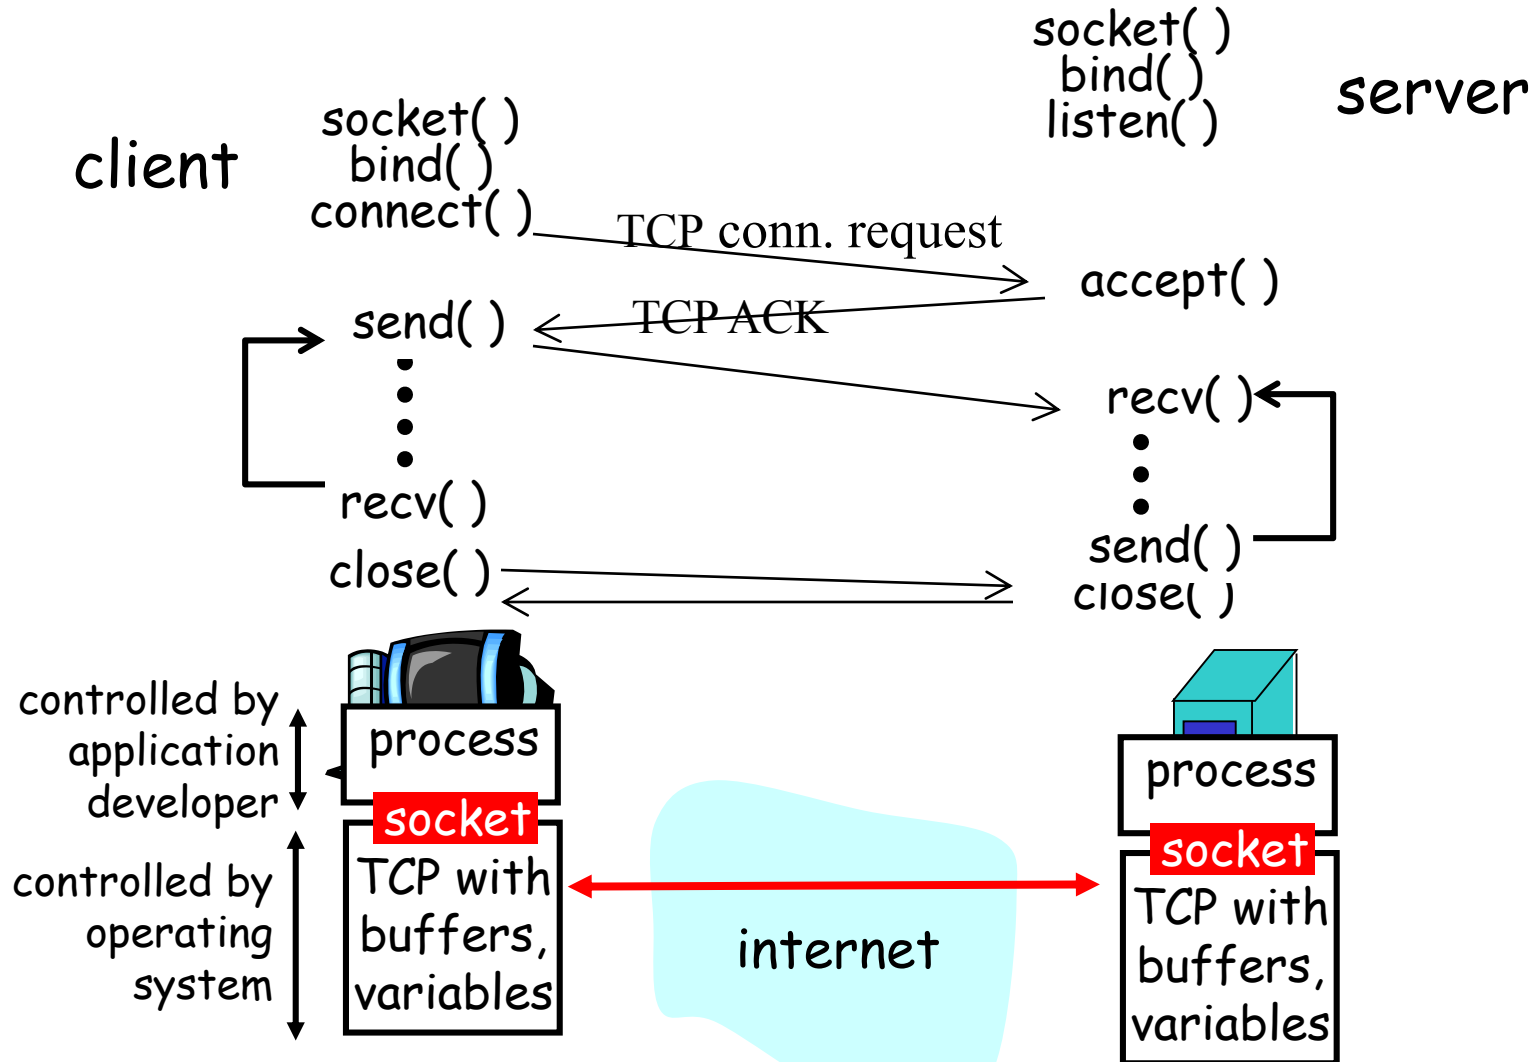 socket( )
bind( )
listen( )
server
client
socket( )
bind( )
connect( )
TCP conn. request
accept( )
send( )
TCP ACK
recv( )
recv( )
send( )
close( )
close( )
controlled by
application
developer
process
socket
controlled by
operating
system
TCP with
buffers,
variables
internet
process
socket
TCP with
buffers,
variables